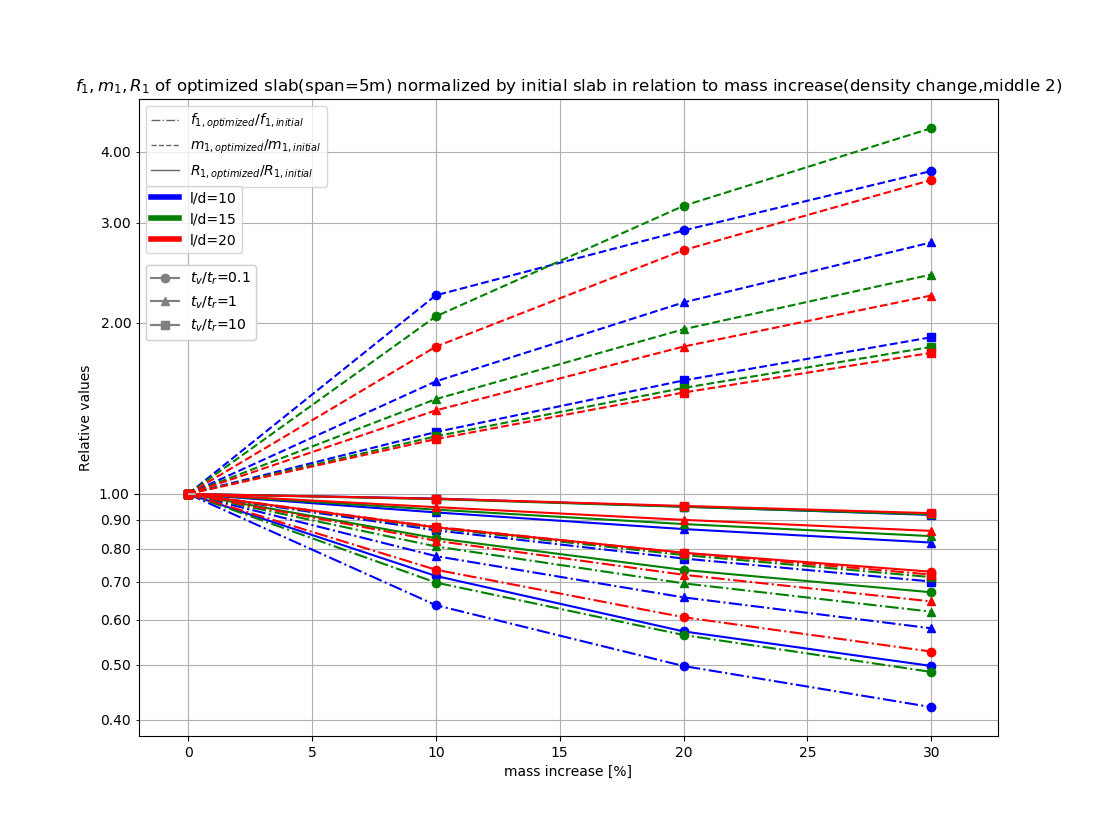 f₁, m₁, R₁ of optimized slab(span=5m) normalized by initial slab in relation to mass increase(density change,middle 2)
f₁,optimized/f₁,initial
m₁,optimized/m₁,initial
R₁,optimized/R₁,initial
l/d=10
l/d=15
l/d=20
tᵥ/tᵣ=0.1
tᵥ/tᵣ=1
tᵥ/tᵣ=10
Relative values
4.00
3.00
2.00
1.00
0.90
0.80
0.70
0.60
0.50
0.40
0 5 10 15 20 25 30
mass increase [%]